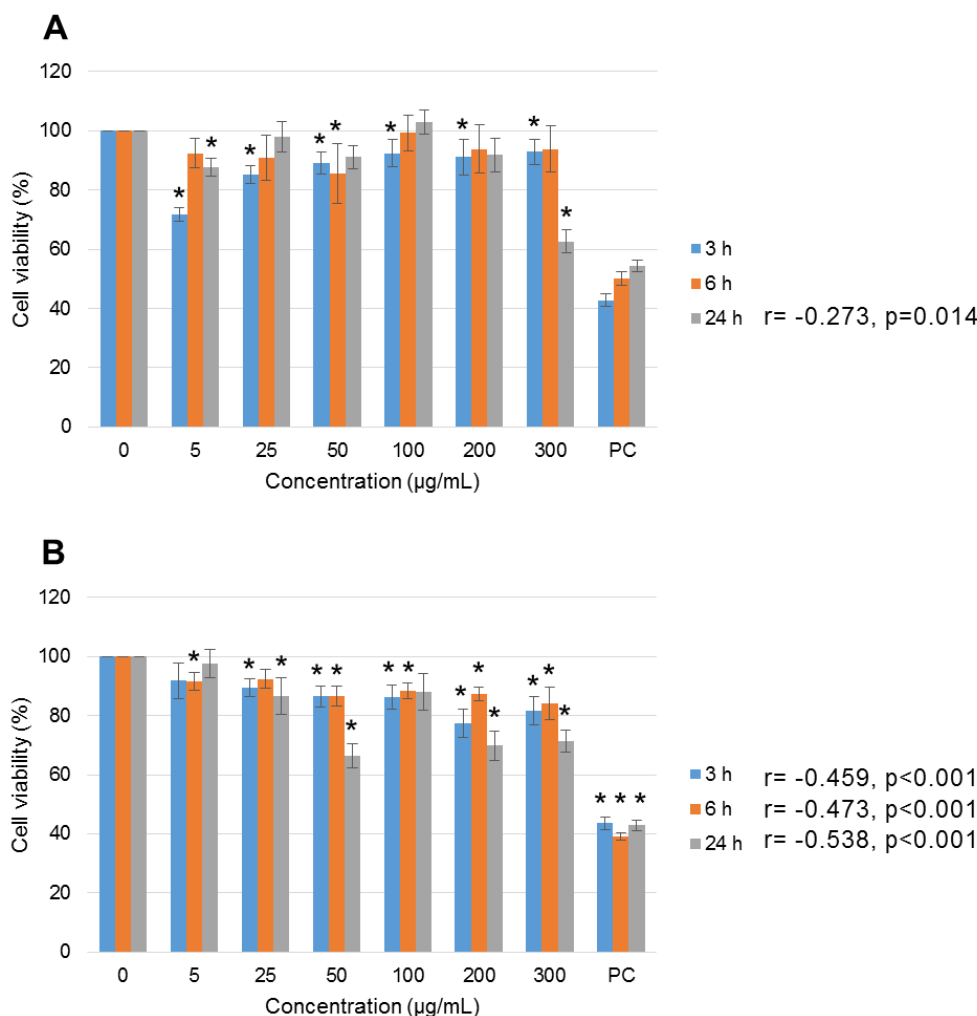 A
120
100
80
60
40
20
0
Cell viability (%)
* * * * * * * * * *
0 5 25 50 100 200 300 PC
Concentration (µg/mL)
3 h
6 h
24 h r= -0.273, p=0.014
B
120
100
80
60
40
20
0
Cell viability (%)
* * * * * * * * * * * * * * * * * *
0 5 25 50 100 200 300 PC
Concentration (µg/mL)
3 h r= -0.459, p<0.001
6 h r= -0.473, p<0.001
24 h r= -0.538, p<0.001